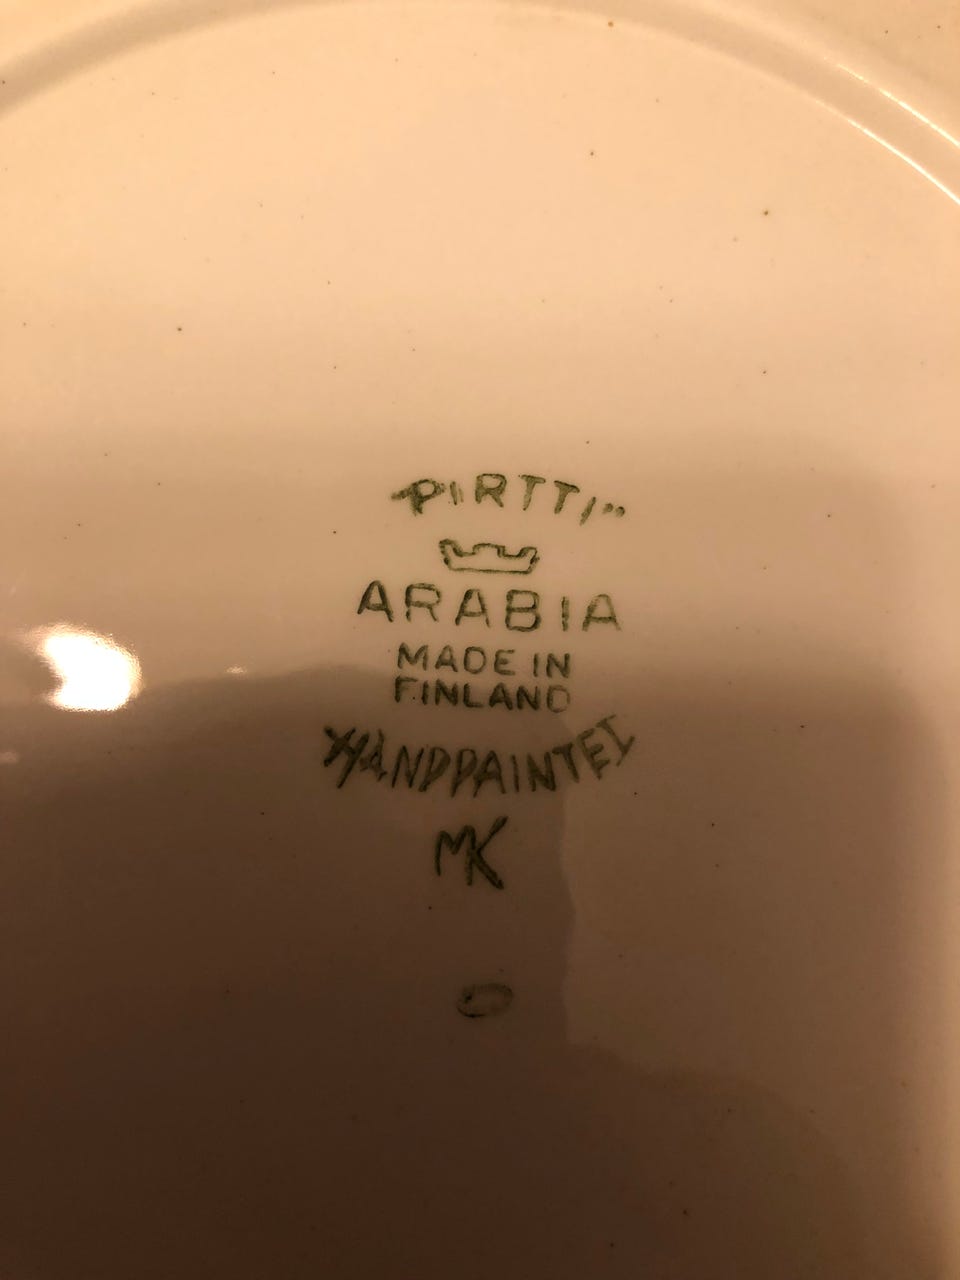 "PIRTTI"
ARABIA
MADE IN
FINLAND
HANDPAINTED
MK